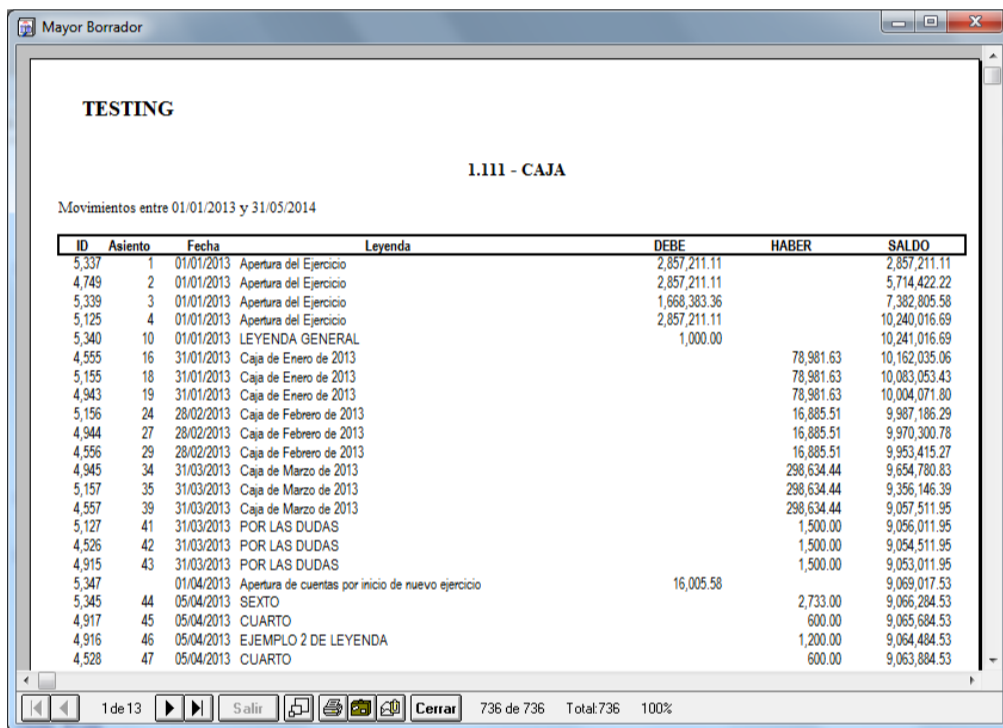 Mayor Borrador
TESTING
1.111 - CAJA
Movimientos entre 01/01/2013 y 31/05/2014
ID Asiento Fecha Leyenda DEBE HABER SALDO
5,337 1 01/01/2013 Apertura del Ejercicio 2,857,211.11 2,857,211.11
4,749 2 01/01/2013 Apertura del Ejercicio 2,857,211.11 5,714,422.22
5,339 3 01/01/2013 Apertura del Ejercicio 1,668,383.36 7,382,805.58
5,125 4 01/01/2013 Apertura del Ejercicio 2,857,211.11 10,240,016.69
5,340 10 01/01/2013 LEYENDA GENERAL 1,000.00 10,241,016.69
4,555 16 31/01/2013 Caja de Enero de 2013 78,981.63 10,162,035.06
5,155 18 31/01/2013 Caja de Enero de 2013 78,981.63 10,083,053.43
4,943 19 31/01/2013 Caja de Enero de 2013 78,981.63 10,004,071.80
5,156 24 28/02/2013 Caja de Febrero de 2013 16,885.51 9,987,186.29
4,944 27 28/02/2013 Caja de Febrero de 2013 16,885.51 9,970,300.78
4,556 29 28/02/2013 Caja de Febrero de 2013 16,885.51 9,953,415.27
4,945 34 31/03/2013 Caja de Marzo de 2013 298,634.44 9,654,780.83
5,157 35 31/03/2013 Caja de Marzo de 2013 298,634.44 9,356,146.39
4,557 39 31/03/2013 Caja de Marzo de 2013 298,634.44 9,057,511.95
5,127 41 31/03/2013 POR LAS DUDAS 1,500.00 9,056,011.95
4,526 42 31/03/2013 POR LAS DUDAS 1,500.00 9,054,511.95
4,915 43 31/03/2013 POR LAS DUDAS 1,500.00 9,053,011.95
5,347 01/04/2013 Apertura de cuentas por inicio de nuevo ejercicio 16,005.58 9,069,017.53
5,345 44 05/04/2013 SEXTO 2,733.00 9,066,284.53
4,917 45 05/04/2013 CUARTO 600.00 9,065,684.53
4,916 46 05/04/2013 EJEMPLO 2 DE LEYENDA 1,200.00 9,064,484.53
4,528 47 05/04/2013 CUARTO 600.00 9,063,884.53
1 de 13 Salir Cerrar 736 de 736 Total:736 100%